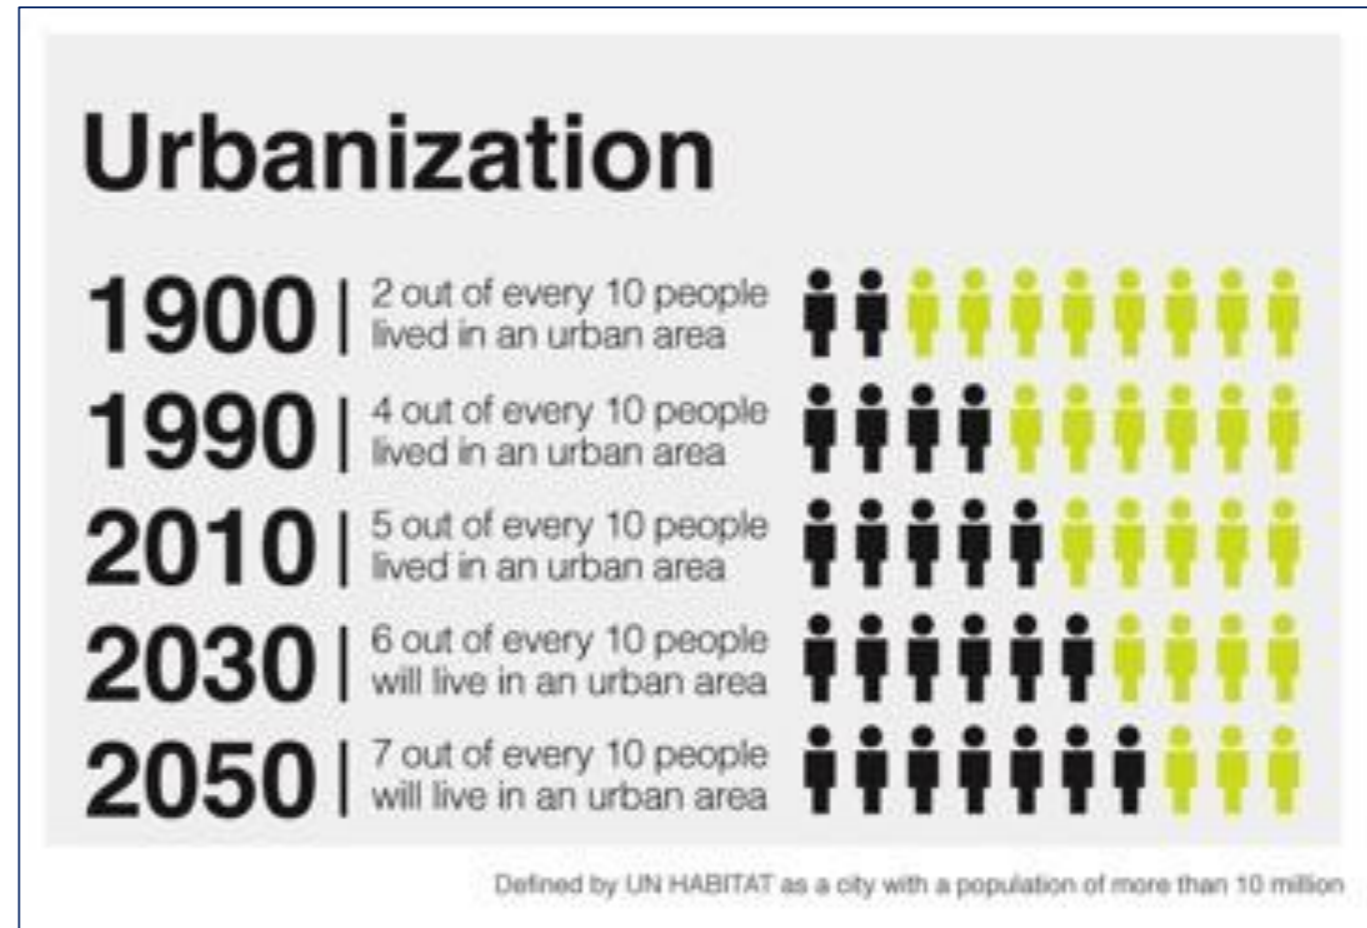 Urbanization
1900
2 out of every 10 people
lived in an urban area
1990
4 out of every 10 people
lived in an urban area
2010
5 out of every 10 people
lived in an urban area
2030
6 out of every 10 people
will live in an urban area
2050
7 out of every 10 people
will live in an urban area
Defined by UN HABITAT as a city with a population of more than 10 million